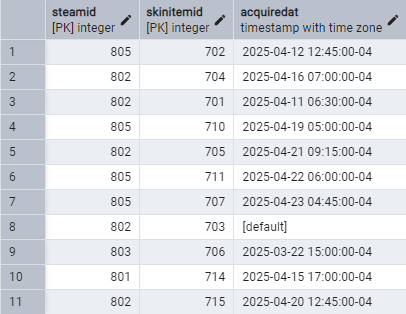 steamid skinitemid acquiredat
[PK] integer [PK] integer timestamp with time zone
1 805 702 2025-04-12 12:45:00-04
2 802 704 2025-04-16 07:00:00-04
3 802 701 2025-04-11 06:30:00-04
4 805 710 2025-04-19 05:00:00-04
5 802 705 2025-04-21 09:15:00-04
6 805 711 2025-04-22 06:00:00-04
7 805 707 2025-04-23 04:45:00-04
8 802 703 [default]
9 803 706 2025-03-22 15:00:00-04
10 801 714 2025-04-15 17:00:00-04
11 802 715 2025-04-20 12:45:00-04